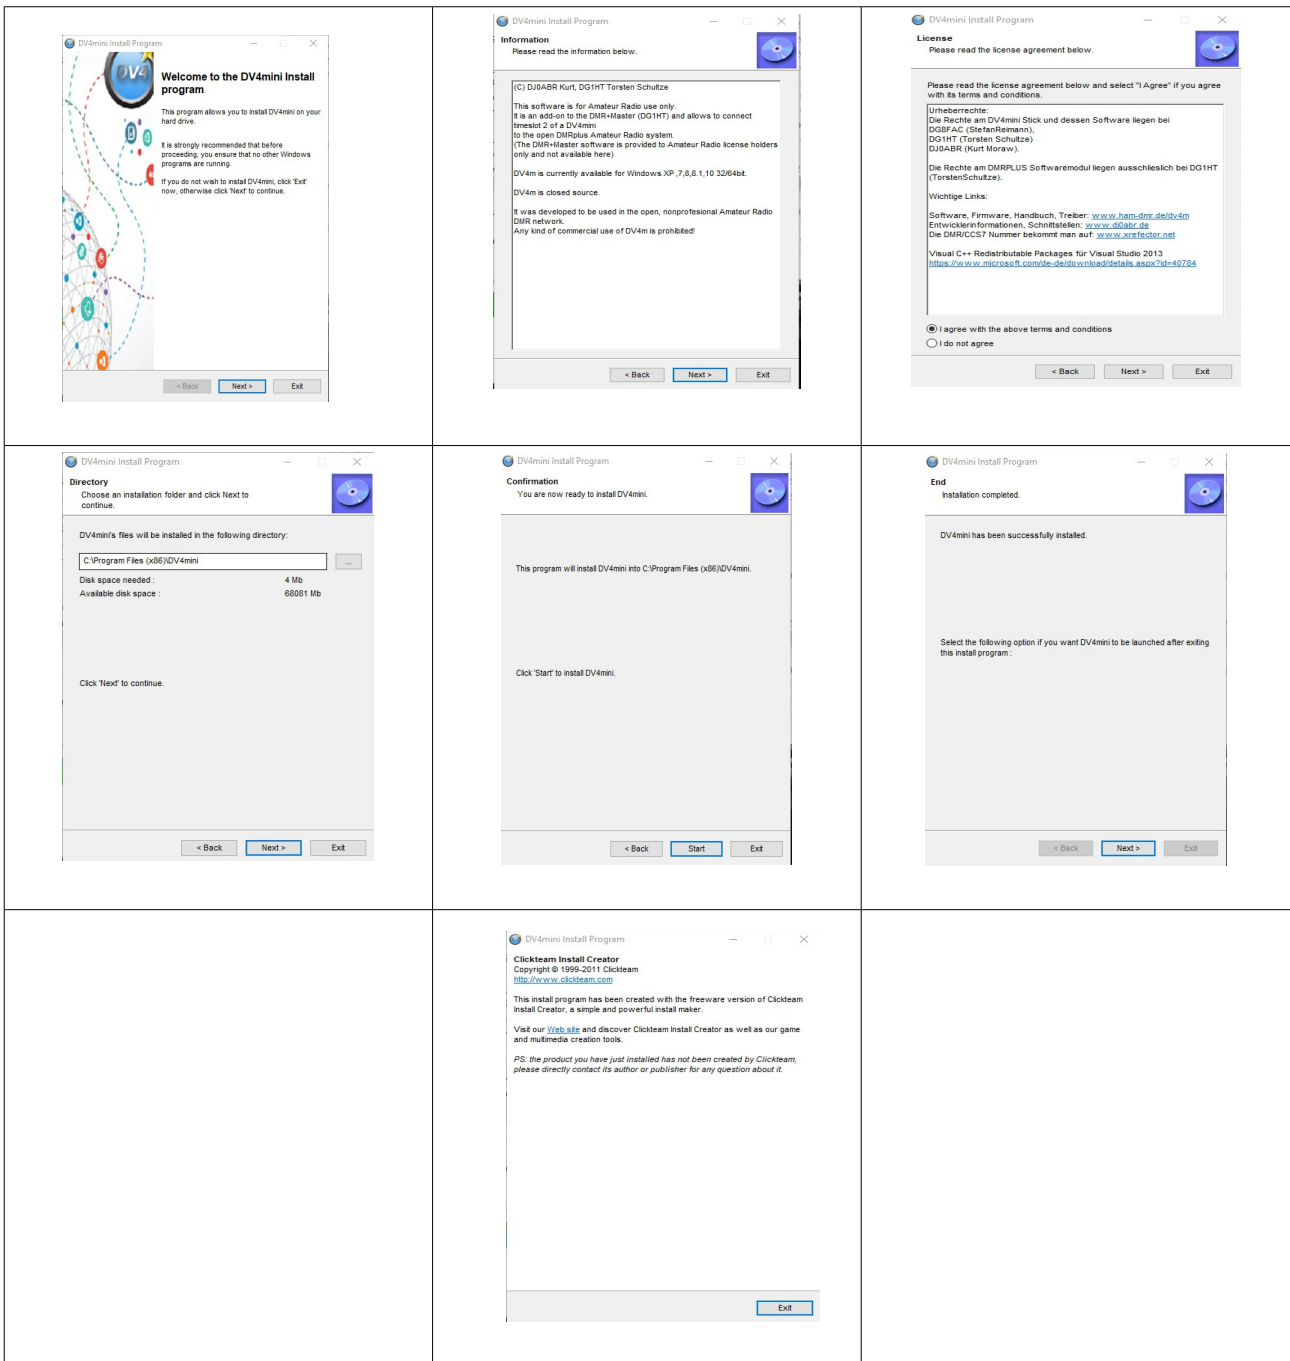 DV4mini Install Program
DV4
Welcome to the DV4mini Install
program.
This program allows you to install DV4mini on your
hard drive.
It is strongly recommended that before
proceeding, you ensure that no other Windows
programs are running.
If you do not wish to install DV4mini, click 'Exit'
now, otherwise click 'Next' to continue.
< Back Next > Exit
DV4mini Install Program
Information
Please read the information below.
(C) DJ0ABR Kurt, DG1HT Torsten Schultze
This software is for Amateur Radio use only.
It is an add-on to the DMR+Master (DG1HT) and allows to connect
timeslot 2 of a DV4mini
to the open DMRplus Amateur Radio system.
(The DMR+Master software is provided to Amateur Radio license holders
only and not available here)
DV4m is currently available for Windows XP ,7,8,8.1,10 32/64bit.
DV4m is closed source.
It was developed to be used in the open, nonprofesional Amateur Radio
DMR network.
Any kind of commercial use of DV4m is prohibited!
< Back Next > Exit
DV4mini Install Program
License
Please read the license agreement below.
Please read the license agreement below and select "I Agree" if you agree
with its terms and conditions.
Urheberrechte:
Die Rechte am DV4mini Stick und dessen Software liegen bei
DG8FAC (StefanReimann),
DG1HT (Torsten Schultze)
DJ0ABR (Kurt Moraw).
Die Rechte am DMRPLUS Softwaremodul liegen ausschlieslich bei DG1HT
(TorstenSchultze).
Wichtige Links:
Software, Firmware, Handbuch, Treiber: www.ham-dmr.de/dv4m
Entwicklerinformationen, Schnittstellen: www.dj0abr.de
Die DMR/CCS7 Nummer bekommt man auf: www.xrefector.net
Visual C++ Redistributable Packages für Visual Studio 2013
https://www.microsoft.com/de-de/download/details.aspx?id=40784
I agree with the above terms and conditions
I do not agree
< Back Next > Exit
DV4mini Install Program
Directory
Choose an installation folder and click Next to
continue.
DV4mini's files will be installed in the following directory:
C:\Program Files (x86)\DV4mini ...
Disk space needed : 4 Mb
Available disk space : 68081 Mb
Click 'Next' to continue.
< Back Next > Exit
DV4mini Install Program
Confirmation
You are now ready to install DV4mini.
This program will install DV4mini into C:\Program Files (x86)\DV4mini.
Click 'Start' to install DV4mini.
< Back Start Exit
DV4mini Install Program
End
Installation completed.
DV4mini has been successfully installed.
Select the following option if you want DV4mini to be launched after exiting
this install program :
< Back Next > Exit
DV4mini Install Program
Clickteam Install Creator
Copyright © 1999-2011 Clickteam
http://www.clickteam.com
This install program has been created with the freeware version of Clickteam
Install Creator, a simple and powerful install maker.
Visit our Web site and discover Clickteam Install Creator as well as our game
and multimedia creation tools.
PS: the product you have just installed has not been created by Clickteam,
please directly contact its author or publisher for any question about it.
Exit